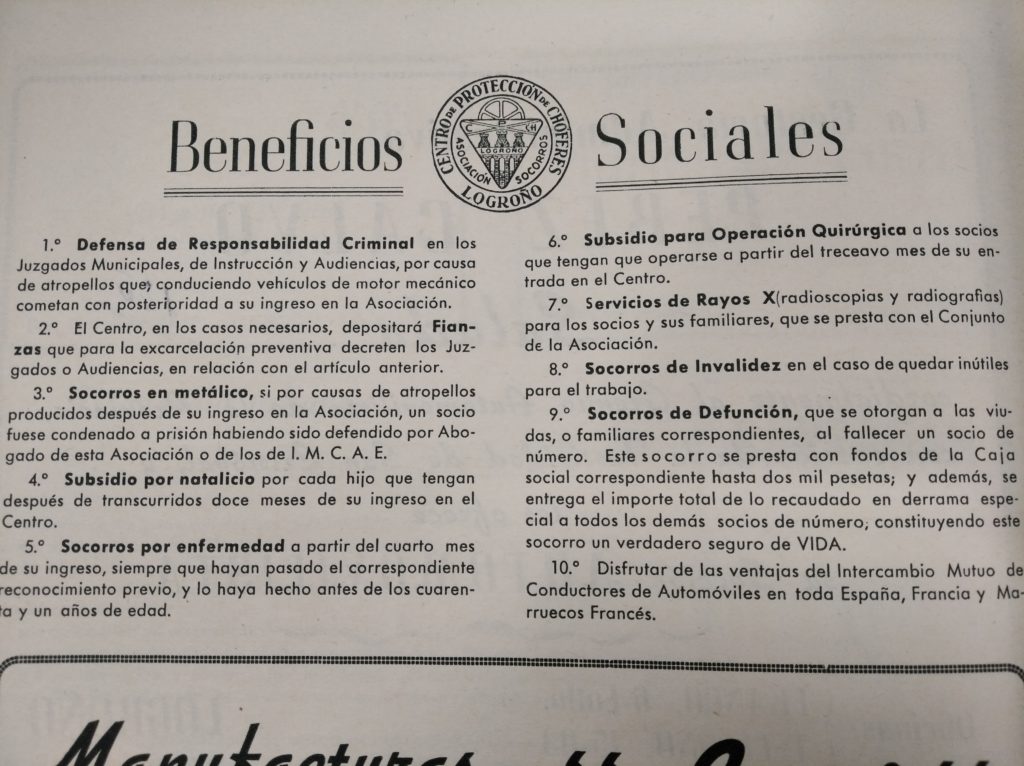 Beneficios Sociales
CENTRO DE PROTECCION DE CHOFERES
C P CH
LOGROÑO
ASOCIACIÓN SOCORROS
LOGROÑO
1.º Defensa de Responsabilidad Criminal en los
Juzgados Municipales, de Instrucción y Audiencias, por causa
de atropellos que, conduciendo vehículos de motor mecánico
cometan con posterioridad a su ingreso en la Asociación.
2.º El Centro, en los casos necesarios, depositará Fian-
zas que para la excarcelación preventiva decreten los Juz-
gados o Audiencias, en relación con el artículo anterior.
3.º Socorros en metálico, si por causas de atropellos
producidos después de su ingreso en la Asociación, un socio
fuese condenado a prisión habiendo sido defendido por Abo-
gado de esta Asociación o de los de I. M. C. A. E.
4.º Subsidio por natalicio por cada hijo que tengan
después de transcurridos doce meses de su ingreso en el
Centro.
5.º Socorros por enfermedad a partir del cuarto mes
de su ingreso, siempre que hayan pasado el correspondiente
reconocimiento previo, y lo haya hecho antes de los cuaren-
ta y un años de edad.
6.º Subsidio para Operación Quirúrgica a los socios
que tengan que operarse a partir del treceavo mes de su en-
trada en el Centro.
7.º Servicios de Rayos X (radioscopias y radiografias)
para los socios y sus familiares, que se presta con el Conjunto
de la Asociación.
8.º Socorros de Invalidez en el caso de quedar inútiles
para el trabajo.
9.º Socorros de Defunción, que se otorgan a las viu-
das, o familiares correspondientes, al fallecer un socio de
número. Este socorro se presta con fondos de la Caja
social correspondiente hasta dos mil pesetas; y además, se
entrega el importe total de lo recaudado en derrama espe-
cial a todos los demás socios de número; constituyendo este
socorro un verdadero seguro de VIDA.
10.º Disfrutar de las ventajas del Intercambio Mutuo de
Conductores de Automóviles en toda España, Francia y Ma-
rruecos Francés.
Manufacturas